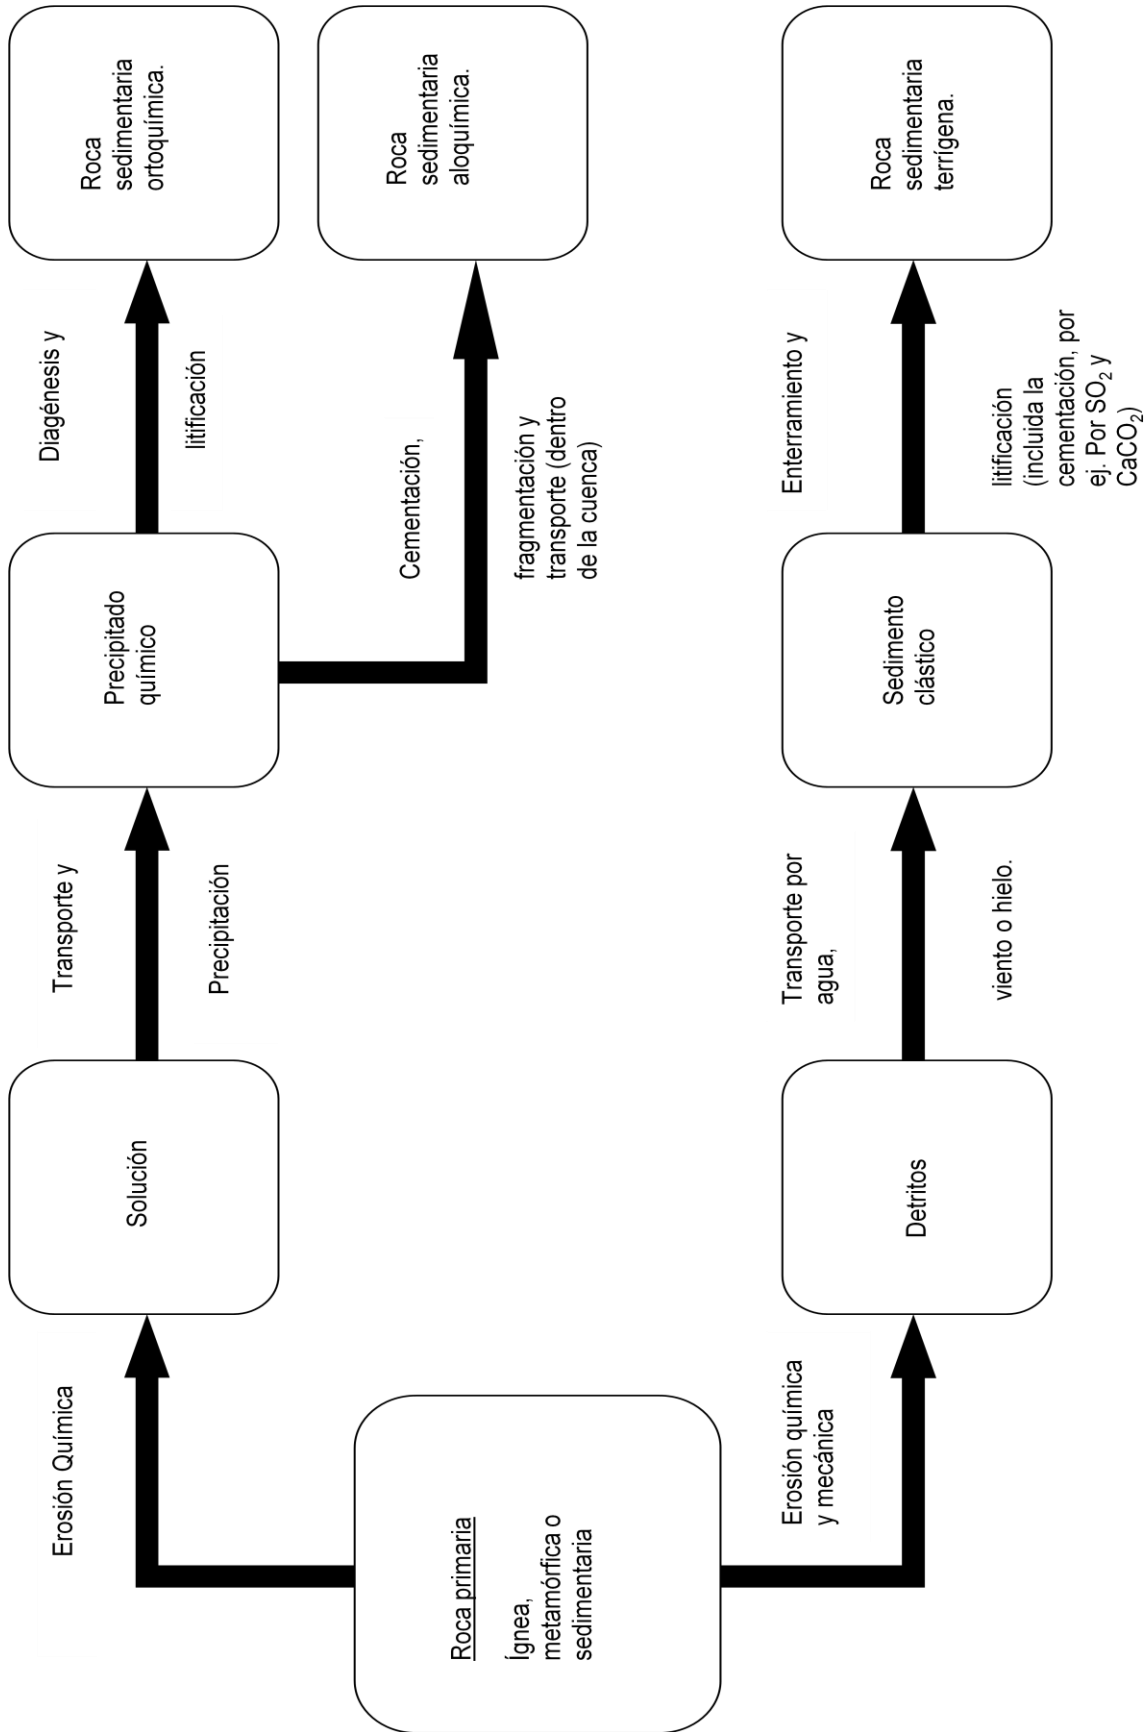 Roca primaria
Ígnea,
metamórfica o
sedimentaria
Erosión Química
Solución
Transporte y
Precipitación
Precipitado
químico
Diagénesis y
litificación
Roca
sedimentaria
ortoquímica.
Cementación,
fragmentación y
transporte (dentro
de la cuenca)
Roca
sedimentaria
aloquímica.
Erosión química
y mecánica
Detritos
Transporte por
agua,
viento o hielo.
Sedimento
clástico
Enterramiento y
litificación
(incluida la
cementación, por
ej. Por SO₂ y
CaCO₂)
Roca
sedimentaria
terrígena.